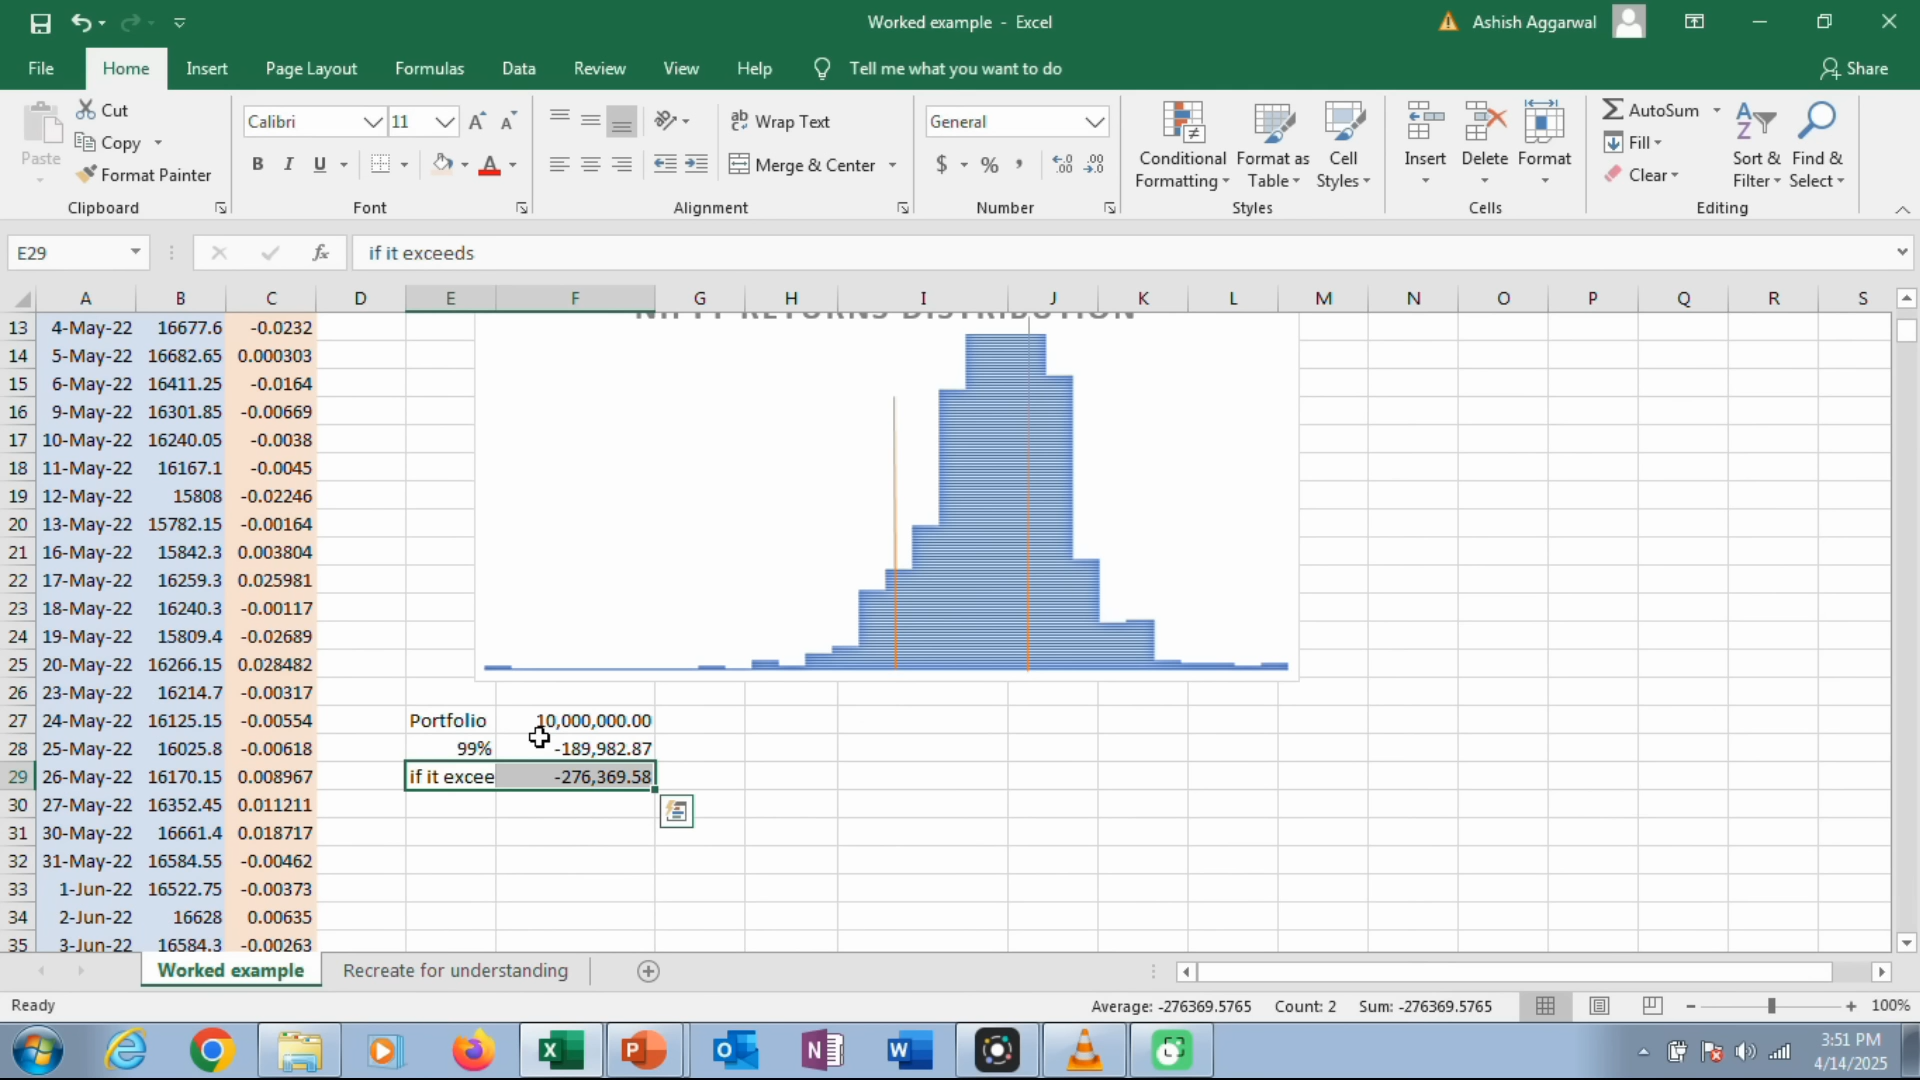 Worked example - Excel
Ashish Aggarwal
File Home Insert Page Layout Formulas Data Review View Help Tell me what you want to do Share
Paste
Cut
Copy
Format Painter
Clipboard
Calibri 11
B I U
Font
Wrap Text
Merge & Center
Alignment
General
$ % ,
Number
Conditional Formatting
Format as Table
Cell Styles
Styles
Insert Delete Format
Cells
AutoSum
Fill
Clear
Sort & Filter
Find & Select
Editing
E29 fx if it exceeds
A B C D E F G H I J K L M N O P Q R S
NIFTY RETURNS DISTRIBUTION
13 4-May-22 16677.6 -0.0232
14 5-May-22 16682.65 0.000303
15 6-May-22 16411.25 -0.0164
16 9-May-22 16301.85 -0.00669
17 10-May-22 16240.05 -0.0038
18 11-May-22 16167.1 -0.0045
19 12-May-22 15808 -0.02246
20 13-May-22 15782.15 -0.00164
21 16-May-22 15842.3 0.003804
22 17-May-22 16259.3 0.025981
23 18-May-22 16240.3 -0.00117
24 19-May-22 15809.4 -0.02689
25 20-May-22 16266.15 0.028482
26 23-May-22 16214.7 -0.00317
27 24-May-22 16125.15 -0.00554 Portfolio 10,000,000.00
28 25-May-22 16025.8 -0.00618 99% -189,982.87
29 26-May-22 16170.15 0.008967 if it excee -276,369.58
30 27-May-22 16352.45 0.011211
31 30-May-22 16661.4 0.018717
32 31-May-22 16584.55 -0.00462
33 1-Jun-22 16522.75 -0.00373
34 2-Jun-22 16628 0.00635
35 3-Jun-22 16584.3 -0.00263
Worked example Recreate for understanding
Ready Average: -276369.5765 Count: 2 Sum: -276369.5765 100%
3:51 PM
4/14/2025